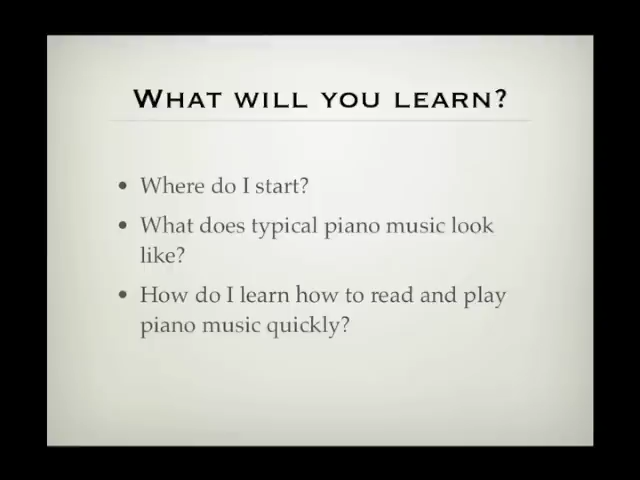 WHAT WILL YOU LEARN?
• Where do I start?
• What does typical piano music look
like?
• How do I learn how to read and play
piano music quickly?